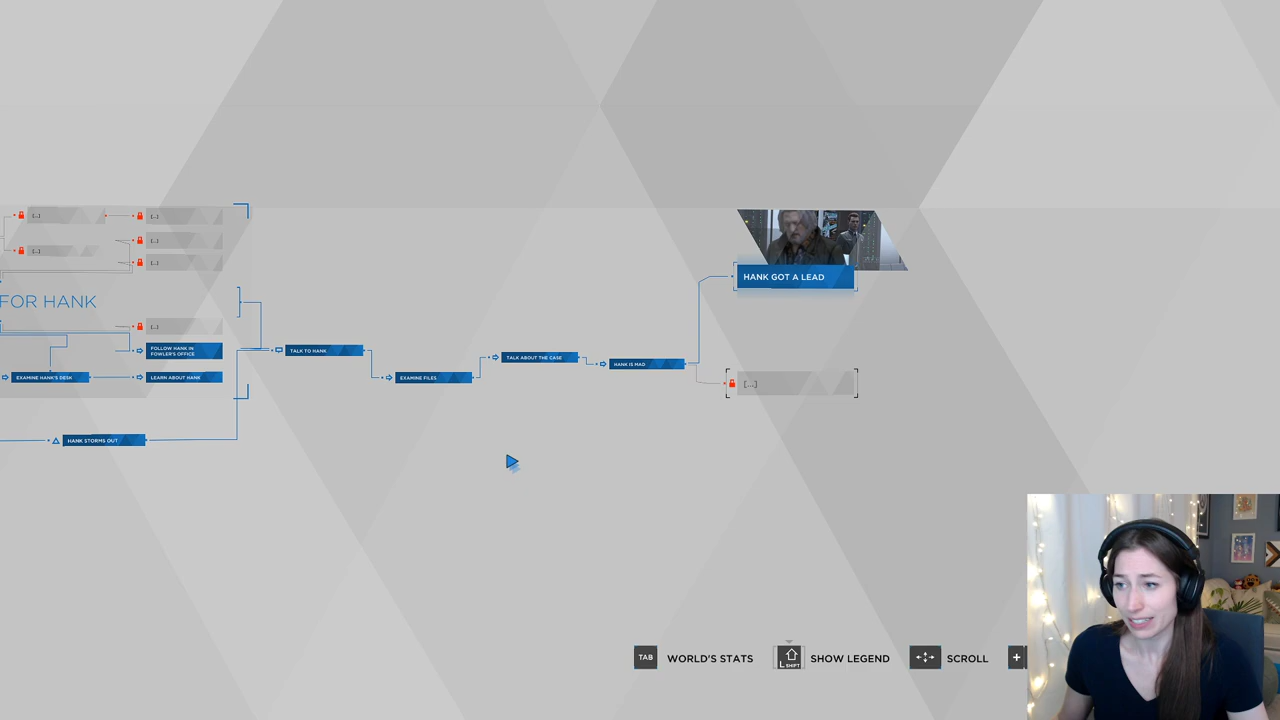 [...]
[...]
[...]
[...]
[...]
HANK GOT A LEAD
FOR HANK
[...]
FOLLOW HANK IN
FOWLER'S OFFICE
TALK TO HANK
TALK ABOUT THE CASE
HANK IS MAD
EXAMINE HANK'S DESK
LEARN ABOUT HANK
EXAMINE FILES
[...]
HANK STORMS OUT
TAB
WORLD'S STATS
L SHIFT
SHOW LEGEND
SCROLL
+